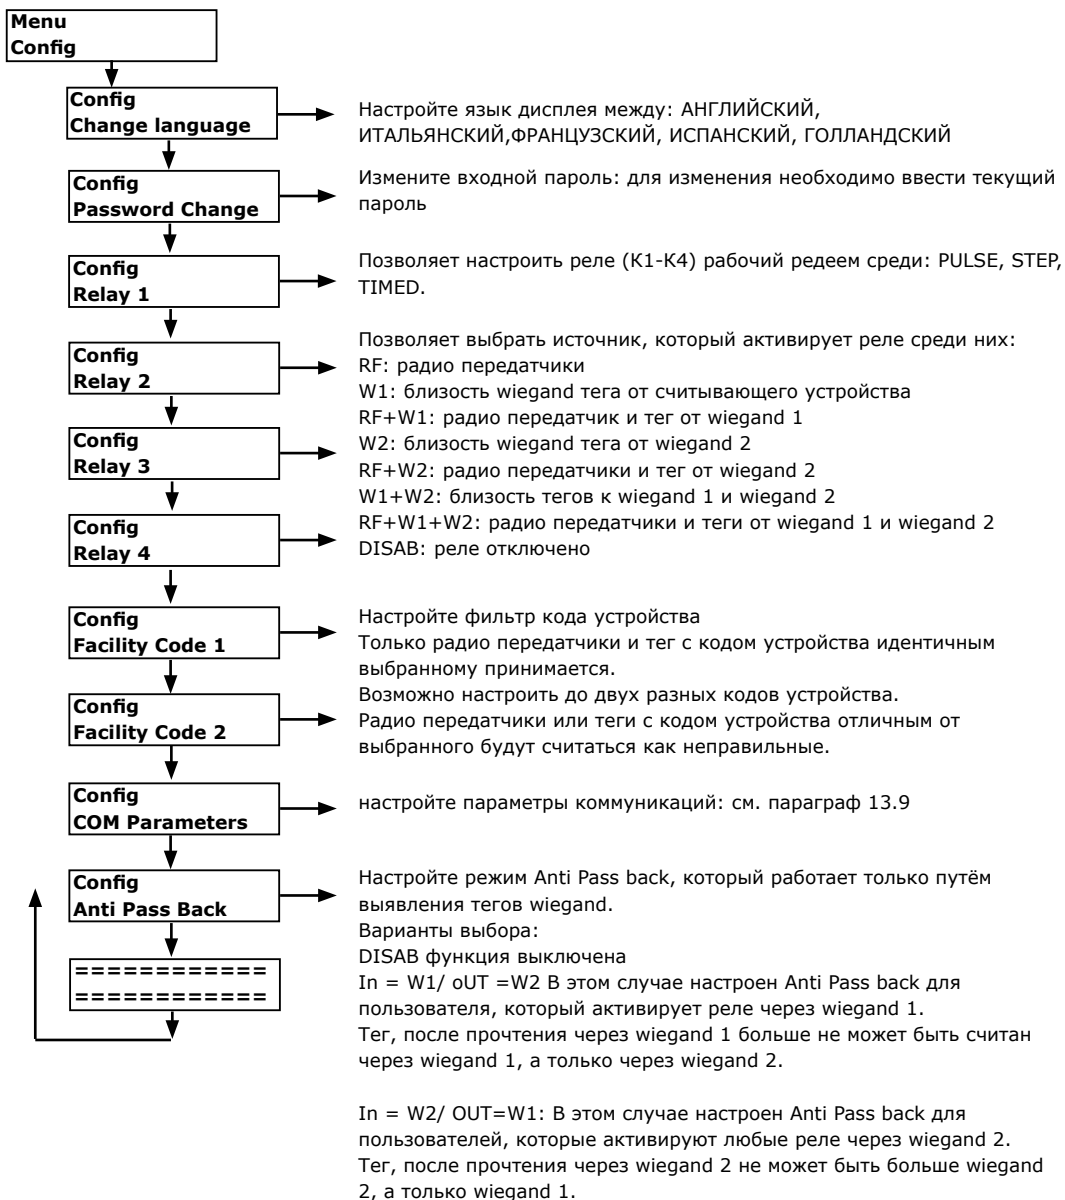 Menu
Config
Config
Change language
Настройте язык дисплея между: АНГЛИЙСКИЙ,
ИТАЛЬЯНСКИЙ,ФРАНЦУЗСКИЙ, ИСПАНСКИЙ, ГОЛЛАНДСКИЙ
Config
Password Change
Измените входной пароль: для изменения необходимо ввести текущий
пароль
Config
Relay 1
Позволяет настроить реле (K1-K4) рабочий редеем среди: PULSE, STEP,
TIMED.
Config
Relay 2
Config
Relay 3
Config
Relay 4
Позволяет выбрать источник, который активирует реле среди них:
RF: радио передатчики
W1: близость wiegand тега от считывающего устройства
RF+W1: радио передатчик и тег от wiegand 1
W2: близость wiegand тега от wiegand 2
RF+W2: радио передатчики и тег от wiegand 2
W1+W2: близость тегов к wiegand 1 и wiegand 2
RF+W1+W2: радио передатчики и теги от wiegand 1 и wiegand 2
DISAB: реле отключено
Config
Facility Code 1
Config
Facility Code 2
Настройте фильтр кода устройства
Только радио передатчики и тег с кодом устройства идентичным
выбранному принимается.
Возможно настроить до двух разных кодов устройства.
Радио передатчики или теги с кодом устройства отличным от
выбранного будут считаться как неправильные.
Config
COM Parameters
настройте параметры коммуникаций: см. параграф 13.9
Config
Anti Pass Back
============
============
Настройте режим Anti Pass back, который работает только путём
выявления тегов wiegand.
Варианты выбора:
DISAB функция выключена
In = W1/ oUT =W2 В этом случае настроен Anti Pass back для
пользователя, который активирует реле через wiegand 1.
Тег, после прочтения через wiegand 1 больше не может быть считан
через wiegand 1, а только через wiegand 2.
In = W2/ OUT=W1: В этом случае настроен Anti Pass back для
пользователей, которые активируют любые реле через wiegand 2.
Тег, после прочтения через wiegand 2 не может быть больше wiegand
2, а только wiegand 1.